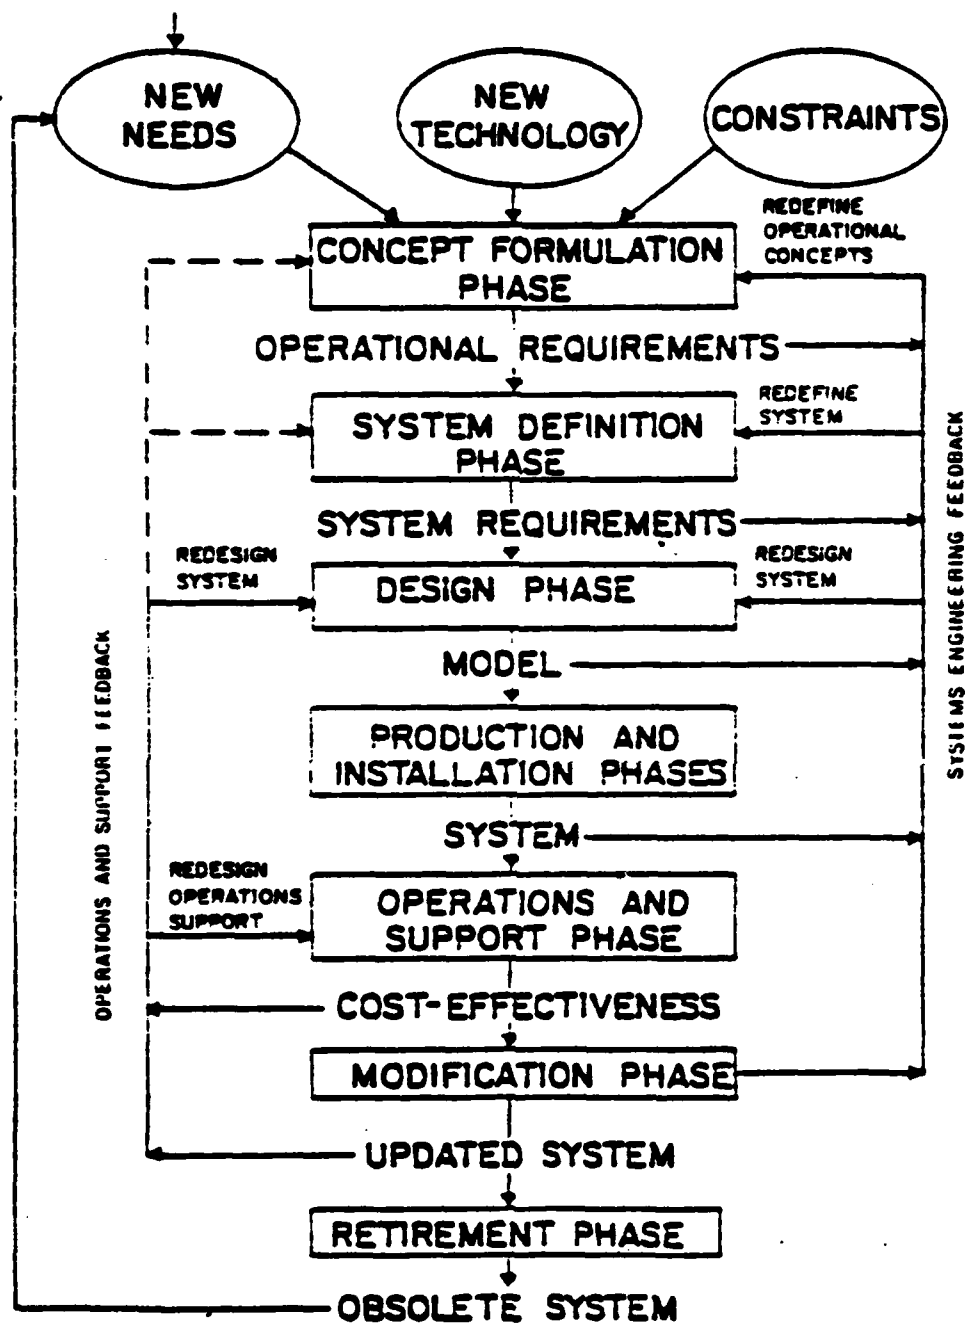 NEW
NEEDS
NEW
TECHNOLOGY
CONSTRAINTS
REDEFINE
OPERATIONAL
CONCEPTS
CONCEPT FORMULATION
PHASE
OPERATIONAL REQUIREMENTS
REDEFINE
SYSTEM
SYSTEM DEFINITION
PHASE
SYSTEM REQUIREMENTS
REDESIGN
SYSTEM
REDESIGN
SYSTEM
DESIGN PHASE
MODEL
PRODUCTION AND
INSTALLATION PHASES
SYSTEM
REDESIGN
OPERATIONS
SUPPORT
OPERATIONS AND
SUPPORT PHASE
COST-EFFECTIVENESS
MODIFICATION PHASE
UPDATED SYSTEM
RETIREMENT PHASE
OBSOLETE SYSTEM
OPERATIONS AND SUPPORT FEEDBACK
SYSTEMS ENGINEERING FEEDBACK